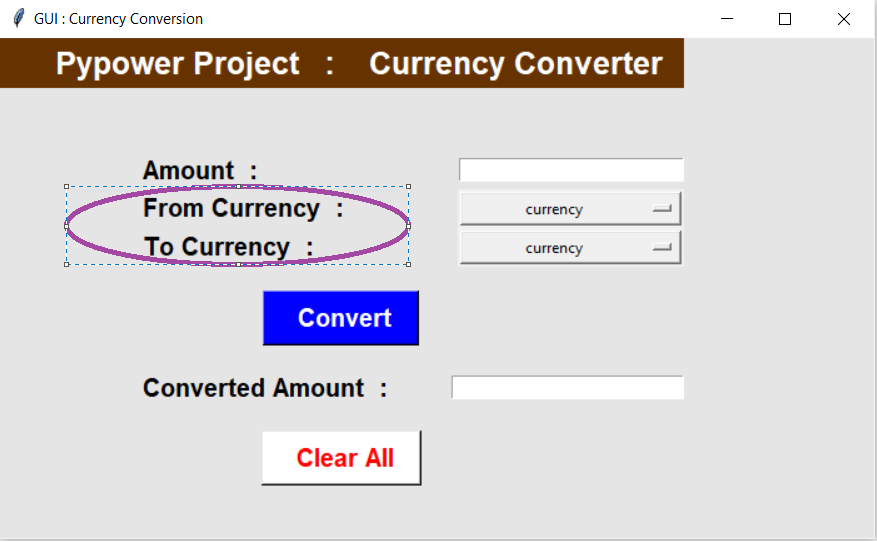 GUI : Currency Conversion
Pypower Project : Currency Converter
Amount :
From Currency : currency
To Currency : currency
Convert
Converted Amount :
Clear All